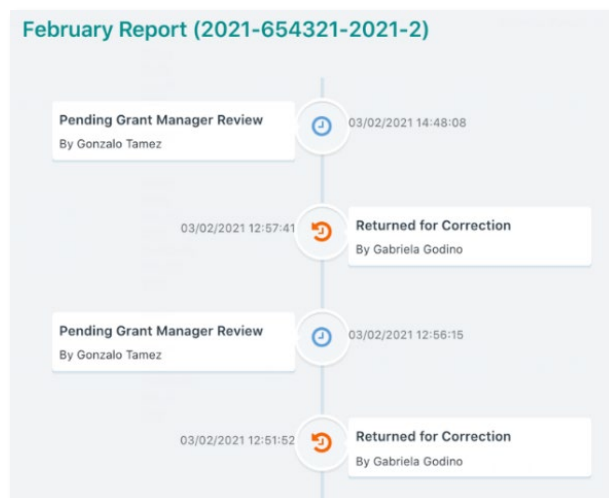 February Report (2021-654321-2021-2)
Pending Grant Manager Review
By Gonzalo Tamez
03/02/2021 14:48:08
03/02/2021 12:57:41
Returned for Correction
By Gabriela Godino
Pending Grant Manager Review
By Gonzalo Tamez
03/02/2021 12:56:15
03/02/2021 12:51:52
Returned for Correction
By Gabriela Godino